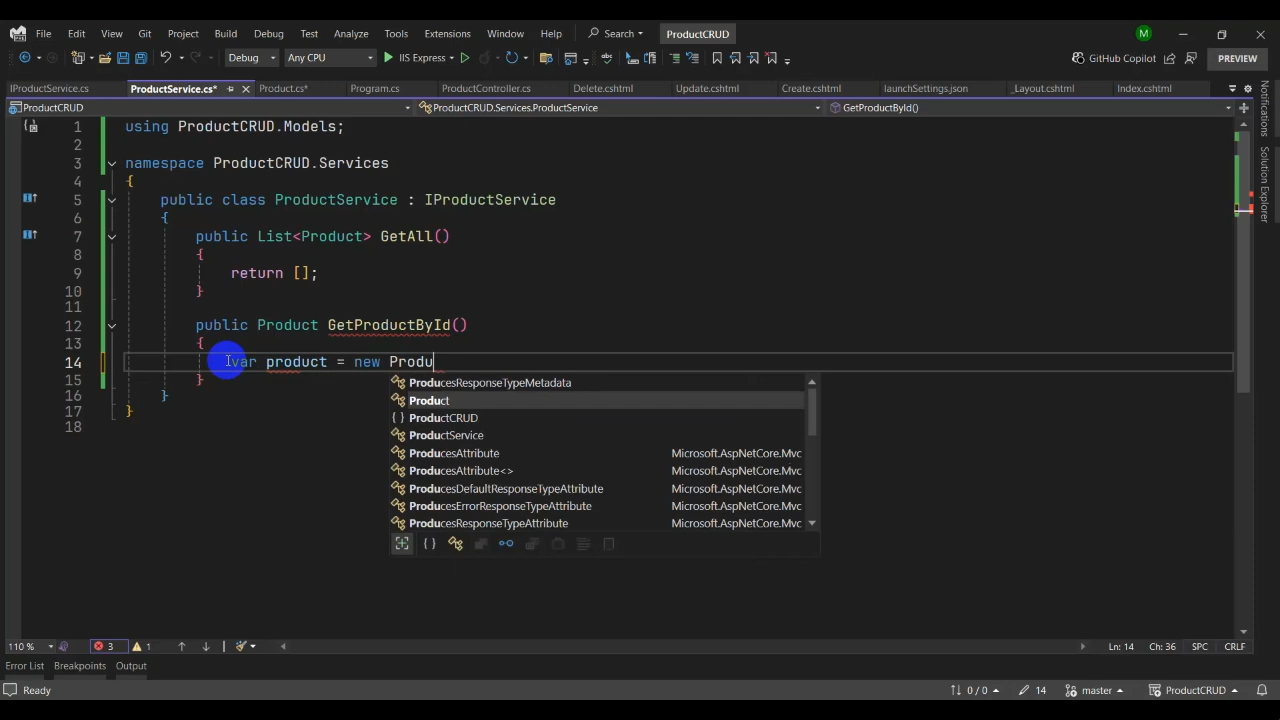 File Edit View Git Project Build Debug Test Analyze Tools Extensions Window Help Search ProductCRUD M
Debug Any CPU IIS Express GitHub Copilot PREVIEW
IProductService.cs ProductService.cs* Product.cs* Program.cs ProductController.cs Delete.cshtml Update.cshtml Create.cshtml launchSettings.json _Layout.cshtml Index.cshtml
ProductCRUD ProductCRUD.Services.ProductService GetProductById()
1 using ProductCRUD.Models;
2
3 namespace ProductCRUD.Services
4 {
5 public class ProductService : IProductService
6 {
7 public List<Product> GetAll()
8 {
9 return [];
10 }
11
12 public Product GetProductById()
13 {
14 var product = new Produ
15 }
16 }
17 }
18
ProducesResponseTypeMetadata
Product
{ } ProductCRUD
ProductService
ProducesAttribute Microsoft.AspNetCore.Mvc
ProducesAttribute<> Microsoft.AspNetCore.Mvc
ProducesDefaultResponseTypeAttribute Microsoft.AspNetCore.Mvc
ProducesErrorResponseTypeAttribute Microsoft.AspNetCore.Mvc
ProducesResponseTypeAttribute Microsoft.AspNetCore.Mvc
{ }
Notifications
Solution Explorer
110 % 3 1 Ln: 14 Ch: 36 SPC CRLF
Error List Breakpoints Output
Ready 0 / 0 14 master ProductCRUD